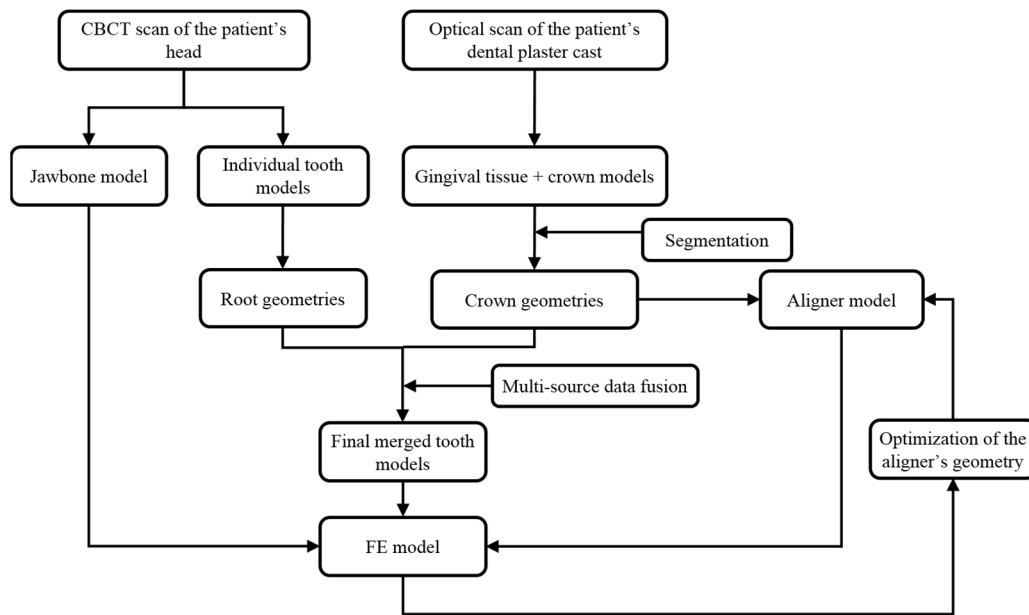 CBCT scan of the patient’s
head
Optical scan of the patient’s
dental plaster cast
Jawbone model
Individual tooth
models
Gingival tissue + crown models
Segmentation
Root geometries
Crown geometries
Aligner model
Multi-source data fusion
Final merged tooth
models
Optimization of the
aligner’s geometry
FE model